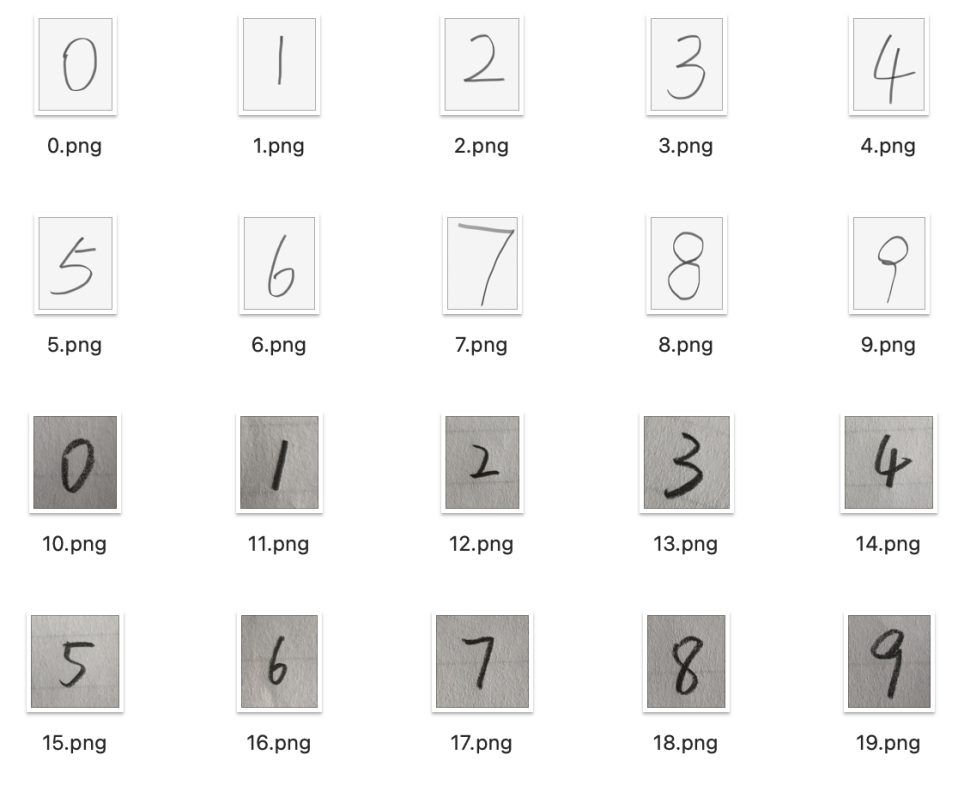 0 1 2 3 4
0.png 1.png 2.png 3.png 4.png
5 6 7 8 9
5.png 6.png 7.png 8.png 9.png
0 1 2 3 4
10.png 11.png 12.png 13.png 14.png
5 6 7 8 9
15.png 16.png 17.png 18.png 19.png